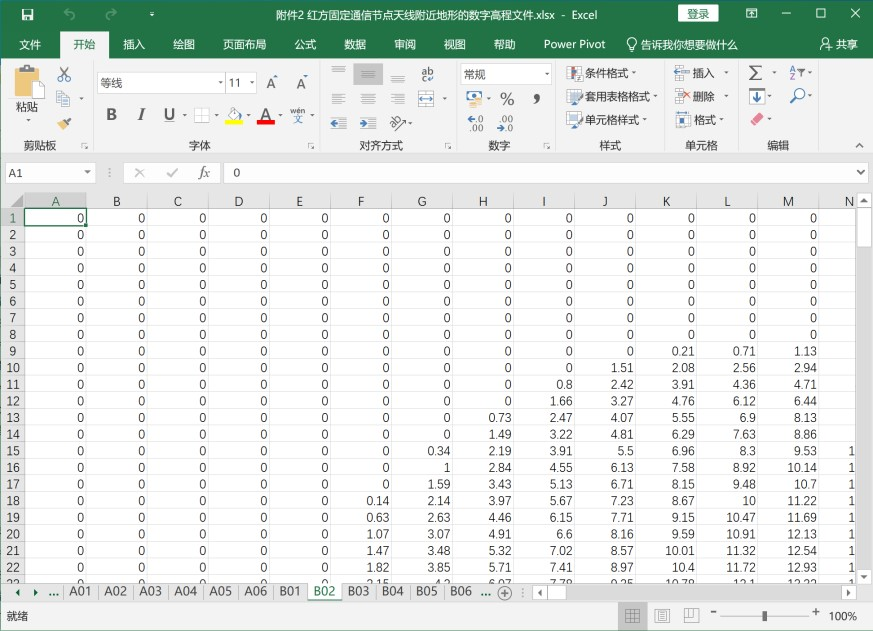 附件2 红方固定通信节点天线附近地形的数字高程文件.xlsx - Excel 登录
文件 开始 插入 绘图 页面布局 公式 数据 审阅 视图 帮助 Power Pivot 告诉我你想要做什么 共享
粘贴 等线 11 A A ab 常规 条件格式 插入
B I U A wén 文 % 套用表格格式 删除
.00 .00 单元格样式 格式
剪贴板 字体 对齐方式 数字 样式 单元格 编辑
A1 fx 0
A B C D E F G H I J K L M N
1 0 0 0 0 0 0 0 0 0 0 0 0 0
2 0 0 0 0 0 0 0 0 0 0 0 0 0
3 0 0 0 0 0 0 0 0 0 0 0 0 0
4 0 0 0 0 0 0 0 0 0 0 0 0 0
5 0 0 0 0 0 0 0 0 0 0 0 0 0
6 0 0 0 0 0 0 0 0 0 0 0 0 0
7 0 0 0 0 0 0 0 0 0 0 0 0 0
8 0 0 0 0 0 0 0 0 0 0 0 0 0
9 0 0 0 0 0 0 0 0 0 0 0.21 0.71 1.13
10 0 0 0 0 0 0 0 0 0 1.51 2.08 2.56 2.94
11 0 0 0 0 0 0 0 0 0.8 2.42 3.91 4.36 4.71
12 0 0 0 0 0 0 0 0 1.66 3.27 4.76 6.12 6.44
13 0 0 0 0 0 0 0 0.73 2.47 4.07 5.55 6.9 8.13
14 0 0 0 0 0 0 0 1.49 3.22 4.81 6.29 7.63 8.86
15 0 0 0 0 0 0 0.34 2.19 3.91 5.5 6.96 8.3 9.53 1
16 0 0 0 0 0 0 1 2.84 4.55 6.13 7.58 8.92 10.14 1
17 0 0 0 0 0 0 1.59 3.43 5.13 6.71 8.15 9.48 10.7 1
18 0 0 0 0 0 0.14 2.14 3.97 5.67 7.23 8.67 10 11.22 1
19 0 0 0 0 0 0.63 2.63 4.46 6.15 7.71 9.15 10.47 11.69 1
20 0 0 0 0 0 1.07 3.07 4.91 6.6 8.16 9.59 10.91 12.13 1
21 0 0 0 0 0 1.47 3.48 5.32 7.02 8.57 10.01 11.32 12.54 1
22 0 0 0 0 0 1.82 3.85 5.71 7.41 8.97 10.4 11.72 12.93 1
... A01 A02 A03 A04 A05 A06 B01 B02 B03 B04 B05 B06 ...
就绪 100%